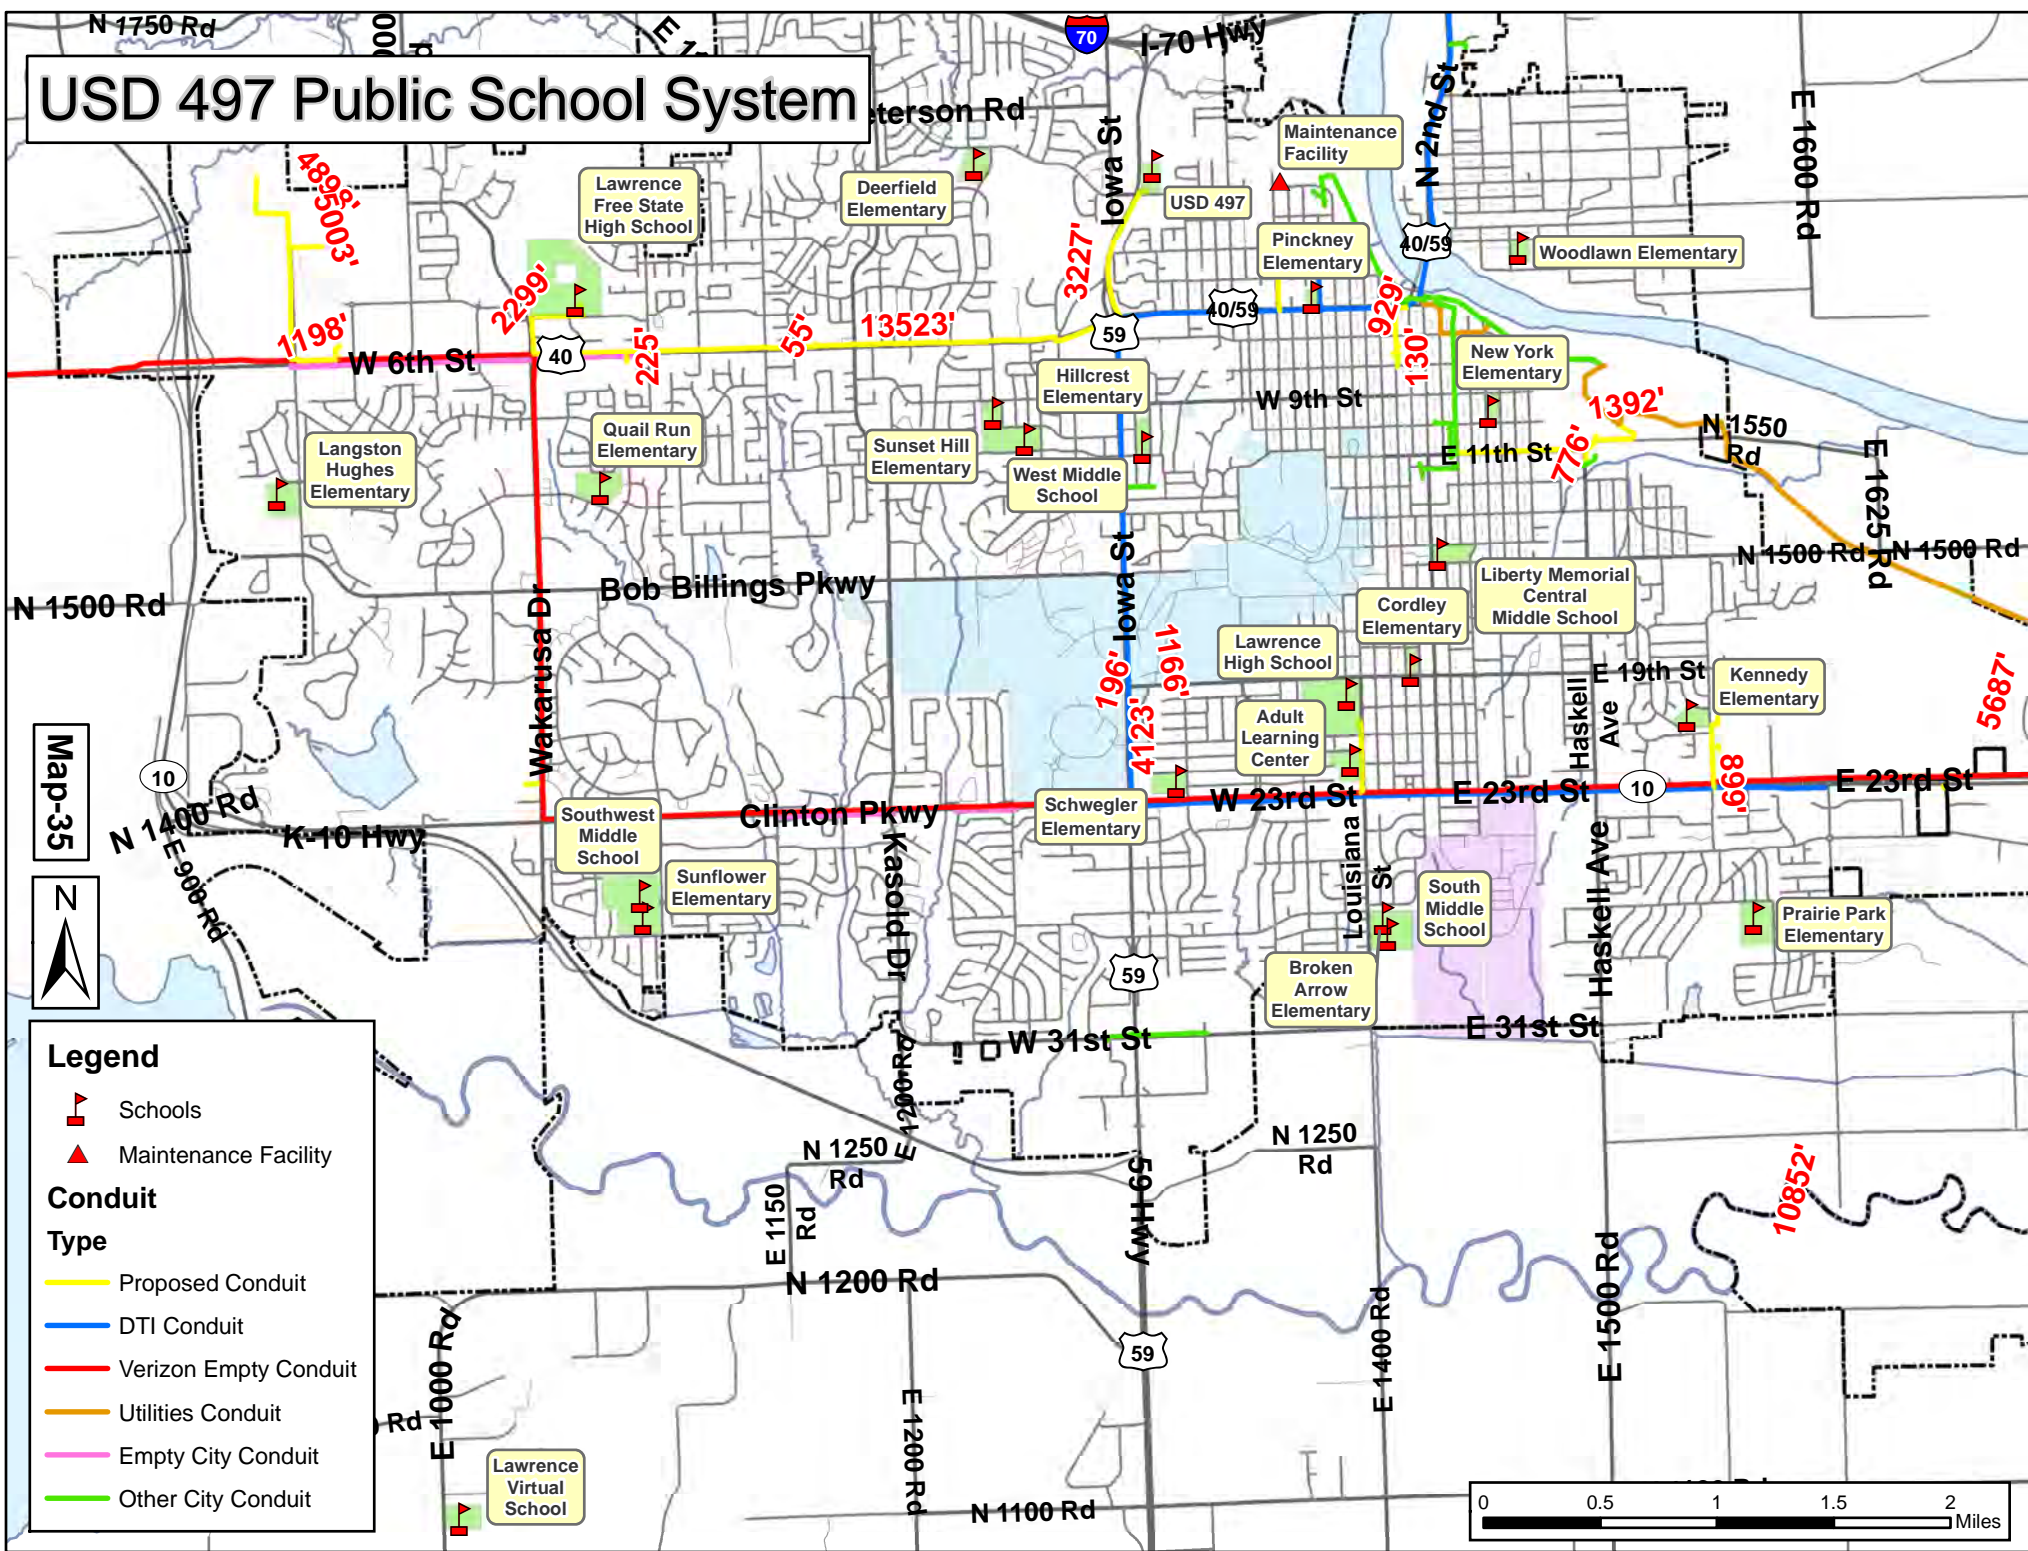 N 1750 Rd
70
I-70 Hwy
USD 497 Public School System
eterson Rd
Iowa St
N 2nd St
E 1600 Rd
Maintenance
Facility
4898'
5003'
Lawrence
Free State
High School
Deerfield
Elementary
USD 497
Pinckney
Elementary
40/59
Woodlawn Elementary
2299'
3227'
1198'
W 6th St
40
225'
55'
13523'
59
40/59
929'
130'
New York
Elementary
Hillcrest
Elementary
W 9th St
1392'
N 1550
Rd
Langston
Hughes
Elementary
Quail Run
Elementary
Sunset Hill
Elementary
West Middle
School
E 11th St
776'
E 1625 Rd
N 1500 Rd
N 1500 Rd
N 1500 Rd
Bob Billings Pkwy
Iowa St
Wakarusa Dr
Liberty Memorial
Central
Middle School
Cordley
Elementary
Lawrence
High School
196'
1166'
4123'
E 19th St
Haskell
Ave
Kennedy
Elementary
5687'
Adult
Learning
Center
Map-35
10
N 1400 Rd
K-10 Hwy
E 900 Rd
Southwest
Middle
School
Clinton Pkwy
Schwegler
Elementary
W 23rd St
E 23rd St
10
899'
E 23rd St
N
Sunflower
Elementary
Kasold Dr
Louisiana
St
South
Middle
School
Haskell Ave
Prairie Park
Elementary
59
Broken
Arrow
Elementary
W 31st St
E 31st St
E 1200 Rd
N 1250
Rd
N 1250
Rd
E 1150
Rd
59 Hwy
10852'
N 1200 Rd
E 1000 Rd
59
E 1400 Rd
E 1500 Rd
E 1200 Rd
Rd
Lawrence
Virtual
School
N 1100 Rd
Legend
Schools
Maintenance Facility
Conduit
Type
Proposed Conduit
DTI Conduit
Verizon Empty Conduit
Utilities Conduit
Empty City Conduit
Other City Conduit
0 0.5 1 1.5 2
Miles